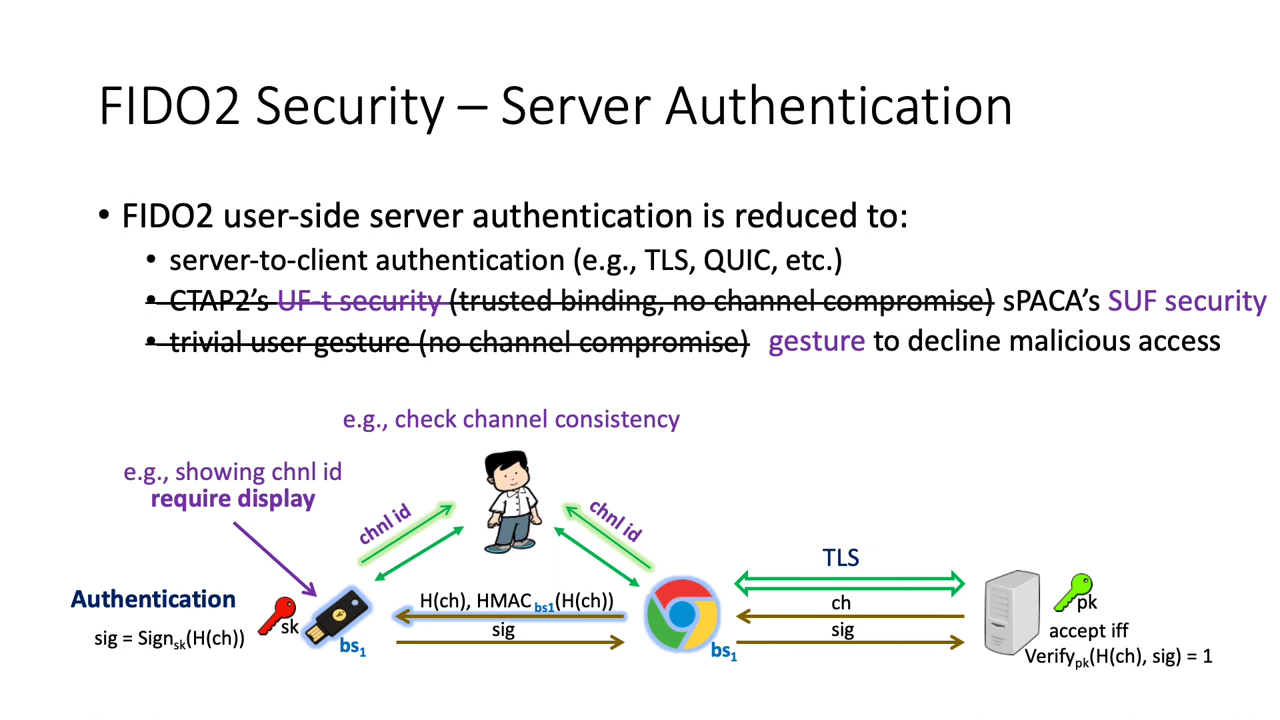 FIDO2 Security – Server Authentication
• FIDO2 user-side server authentication is reduced to:
• server-to-client authentication (e.g., TLS, QUIC, etc.)
• CTAP2’s UF-t security (trusted binding, no channel compromise) sPACA’s SUF security
• trivial user gesture (no channel compromise) gesture to decline malicious access
e.g., check channel consistency
e.g., showing chnl id
require display
chnl id
chnl id
TLS
Authentication
sk
H(ch), HMAC bs1(H(ch))
ch
pk
sig = Signsk(H(ch))
bs1
sig
bs1
sig
accept iff
Verifypk(H(ch), sig) = 1